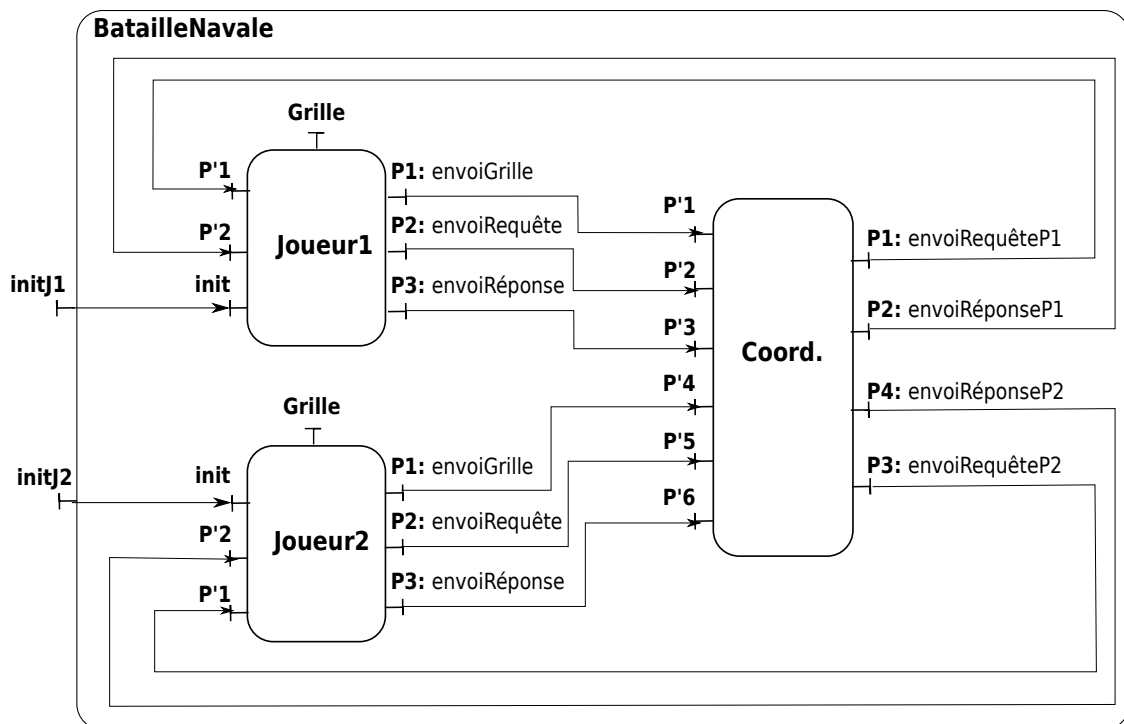 BatailleNavale
Grille
P'1
P1: envoiGrille
P'2
P2: envoiRequête
Joueur1
initJ1
init
P3: envoiRéponse
P'1
P'2
P'3
P'4
P'5
P'6
Coord.
P1: envoiRequêteP1
P2: envoiRéponseP1
P4: envoiRéponseP2
P3: envoiRequêteP2
Grille
initJ2
init
P1: envoiGrille
P'2
P2: envoiRequête
Joueur2
P'1
P3: envoiRéponse